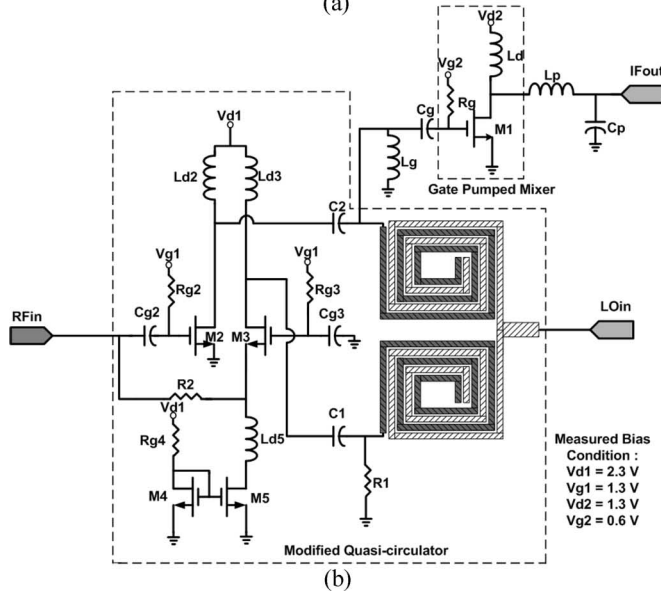 (a)
Vd2
Ld
Vg2
Rg
Cg
M1
Lg
Lp
IFout
Cp
Gate Pumped Mixer
Vd1
Ld2
Ld3
C2
Vg1
Rg2
Cg2
M2
M3
Vg1
Rg3
Cg3
RFin
LOin
R2
Vd1
Rg4
Ld5
M4
M5
C1
R1
Measured Bias
Condition :
Vd1 = 2.3 V
Vg1 = 1.3 V
Vd2 = 1.3 V
Vg2 = 0.6 V
Modified Quasi-circulator
(b)